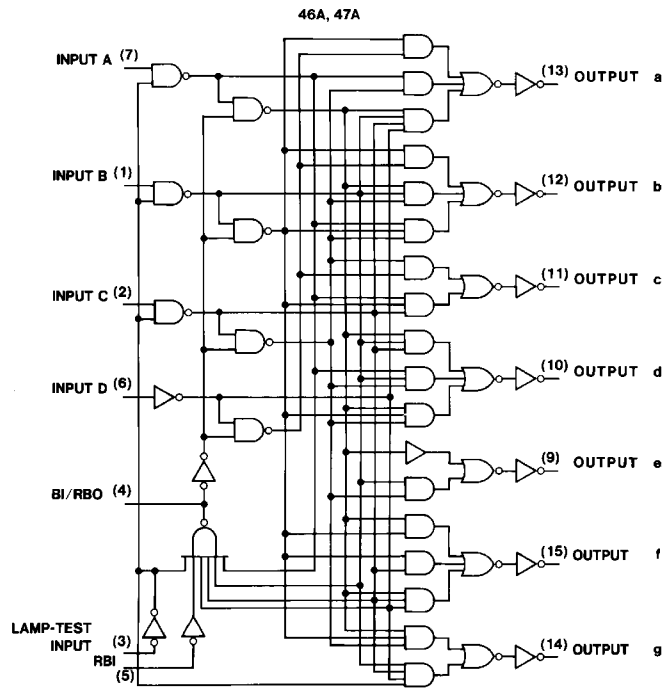 46A, 47A
INPUT A (7)
(13) OUTPUT a
INPUT B (1)
(12) OUTPUT b
INPUT C (2)
(11) OUTPUT c
INPUT D (6)
(10) OUTPUT d
(9) OUTPUT e
BI/RBO (4)
(15) OUTPUT f
LAMP-TEST
INPUT
(3)
RBI
(5)
(14) OUTPUT g